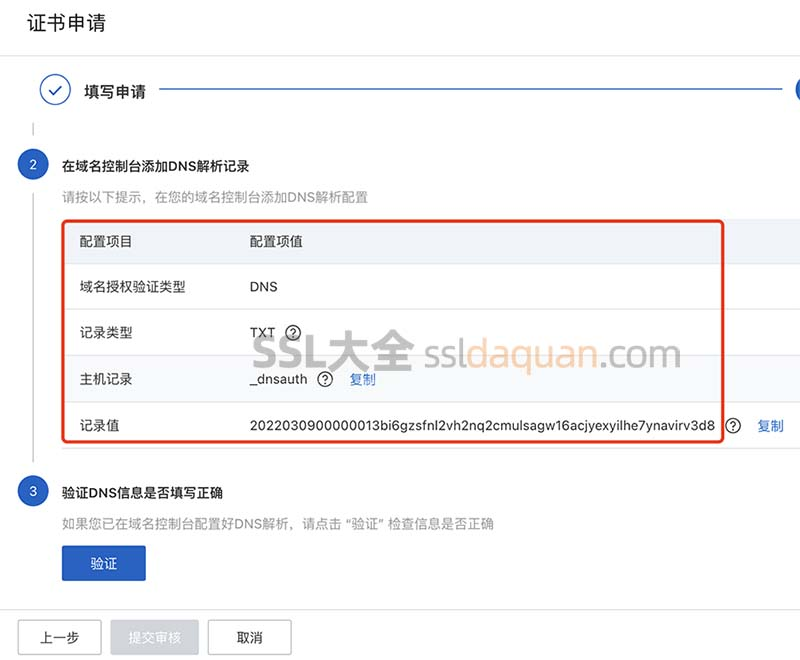 证书申请
填写申请
2 在域名控制台添加DNS解析记录
请按以下提示，在您的域名控制台添加DNS解析配置
配置项目 配置项值
域名授权验证类型 DNS
记录类型 TXT ?
SSL大全 ssldaquan.com
主机记录 _dnsauth ? 复制
记录值 2022030900000013bi6gzsfnl2vh2nq2cmulsagw16acjyexyilhe7ynavirv3d8 ? 复制
3 验证DNS信息是否填写正确
如果您已在域名控制台配置好DNS解析，请点击 “验证” 检查信息是否正确
验证
上一步 提交审核 取消